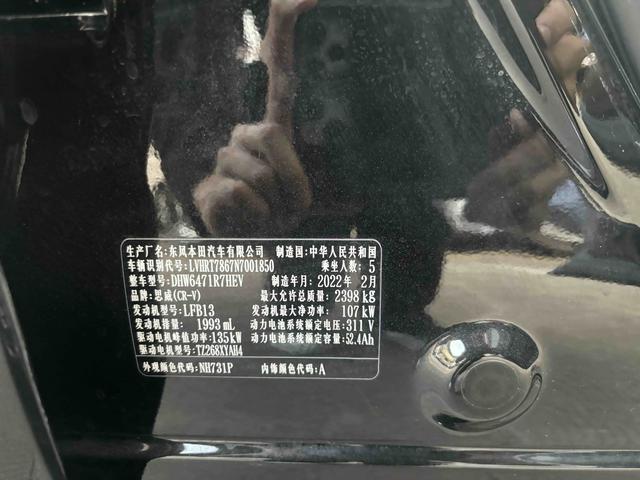 生产厂名:东风本田汽车有限公司 制造国:中华人民共和国
车辆识别代号:LVHRT7867N7001850 乘坐人数:5
整车型号:DHW6471R7HEV 制造年月:2022年 2月
品牌:思威(CR-V) 最大允许总质量:2398 kg
发动机型号:LFB13 发动机最大净功率:107 kW
发动机排量:1993 mL 动力电池系统额定电压:311 V
驱动电机峰值功率:135kW 动力电池系统额定容量:52.4Ah
驱动电机型号:TZ268XYAH4
外观颜色代码:NH731P 内饰颜色代码:A